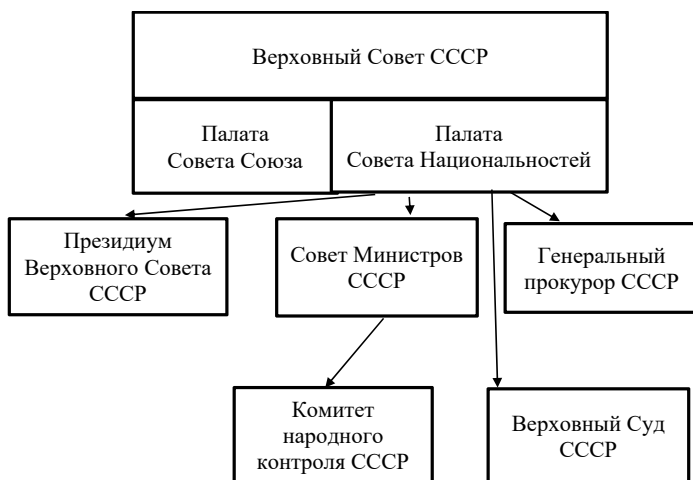 Верховный Совет СССР
Палата
Совета Союза
Палата
Совета Национальностей
Президиум
Верховного Совета
СССР
Совет Министров
СССР
Генеральный
прокурор СССР
Комитет
народного
контроля СССР
Верховный Суд
СССР